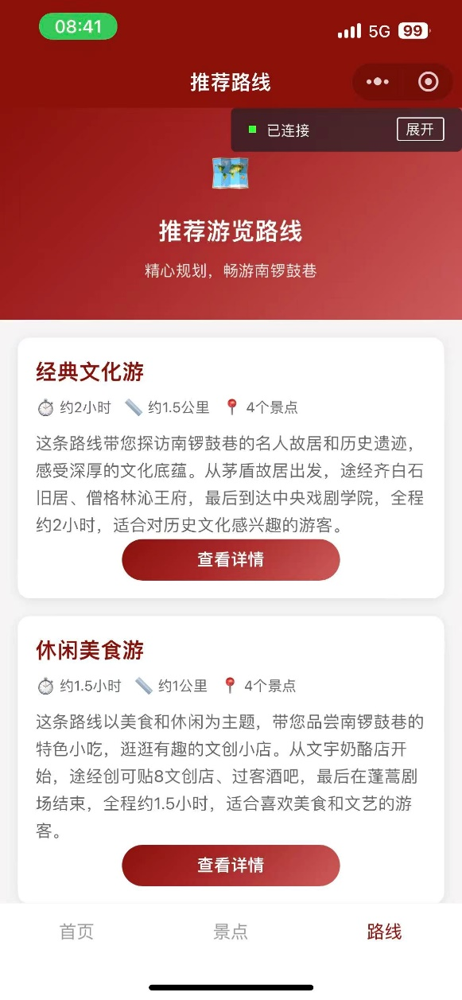 08:41
5G 99
推荐路线
已连接 展开
推荐游览路线
精心规划，畅游南锣鼓巷
经典文化游
约2小时 约1.5公里 4个景点
这条路线带您探访南锣鼓巷的名人故居和历史遗迹，
感受深厚的文化底蕴。从茅盾故居出发，途经齐白石
旧居、僧格林沁王府，最后到达中央戏剧学院，全程
约2小时，适合对历史文化感兴趣的游客。
查看详情
休闲美食游
约1.5小时 约1公里 4个景点
这条路线以美食和休闲为主题，带您品尝南锣鼓巷的
特色小吃，逛逛有趣的文创小店。从文宇奶酪店开
始，途经创可贴8文创店、过客酒吧，最后在蓬蒿剧
场结束，全程约1.5小时，适合喜欢美食和文艺的游
客。
查看详情
首页 景点 路线